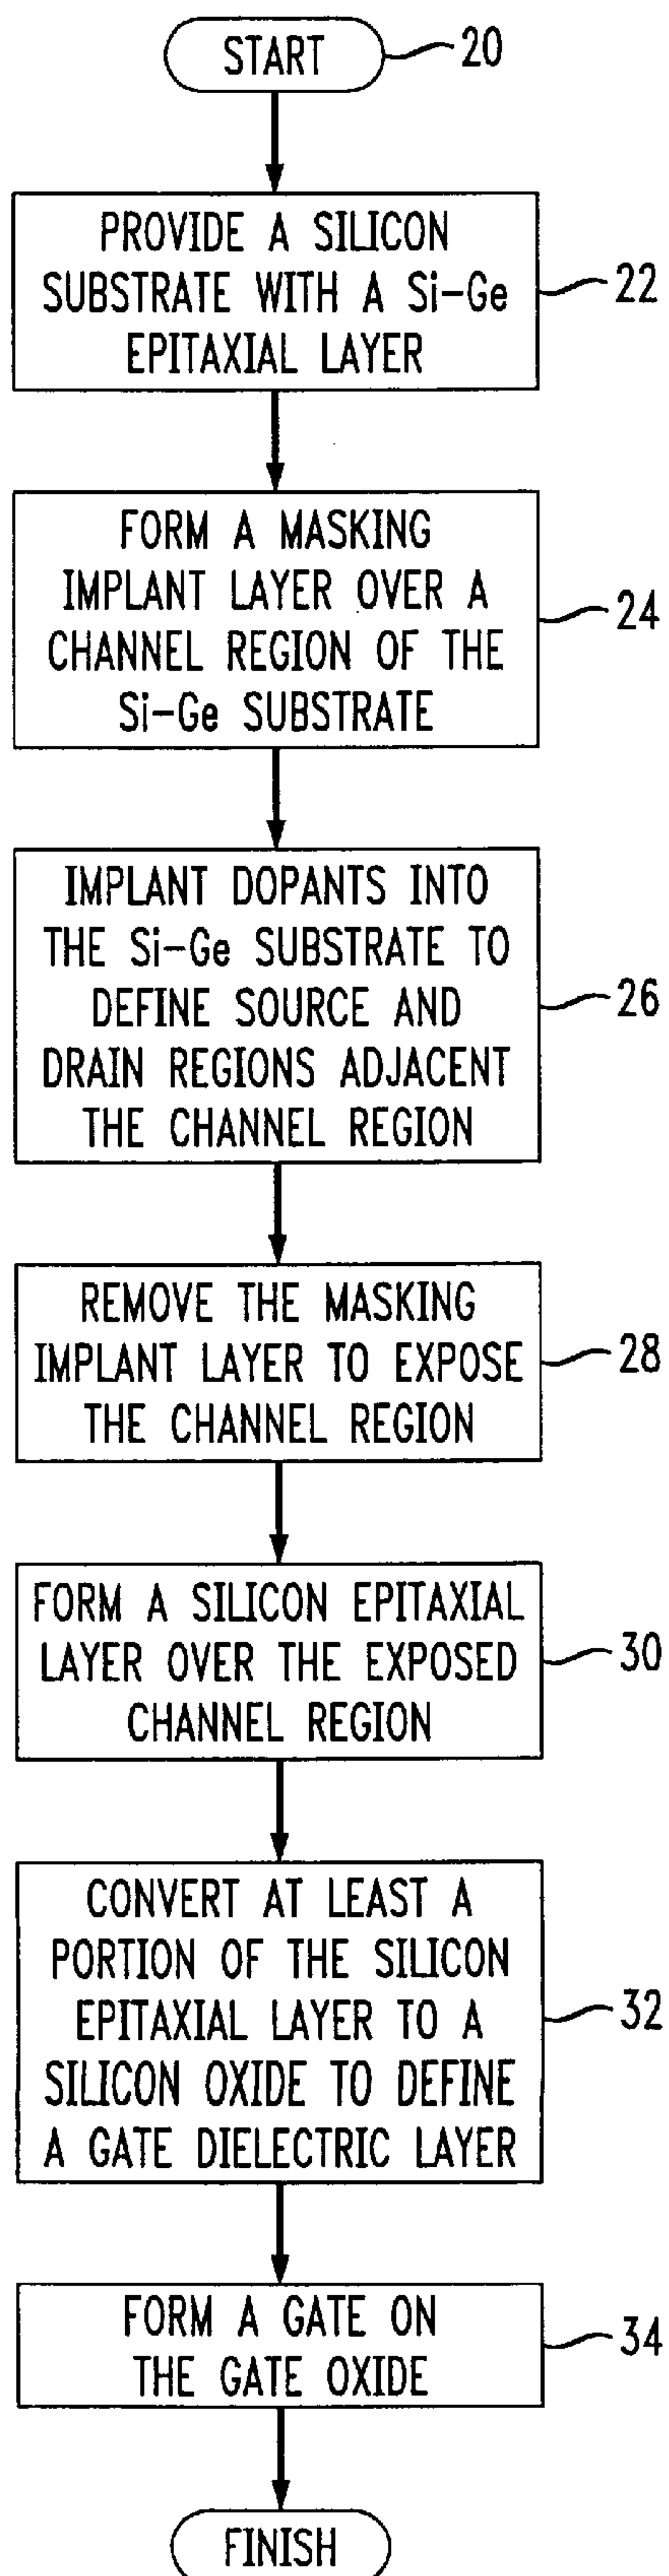 START
20
PROVIDE A SILICON
SUBSTRATE WITH A Si-Ge
EPITAXIAL LAYER
22
FORM A MASKING
IMPLANT LAYER OVER A
CHANNEL REGION OF THE
Si-Ge SUBSTRATE
24
IMPLANT DOPANTS INTO
THE Si-Ge SUBSTRATE TO
DEFINE SOURCE AND
DRAIN REGIONS ADJACENT
THE CHANNEL REGION
26
REMOVE THE MASKING
IMPLANT LAYER TO EXPOSE
THE CHANNEL REGION
28
FORM A SILICON EPITAXIAL
LAYER OVER THE EXPOSED
CHANNEL REGION
30
CONVERT AT LEAST A
PORTION OF THE SILICON
EPITAXIAL LAYER TO A
SILICON OXIDE TO DEFINE
A GATE DIELECTRIC LAYER
32
FORM A GATE ON
THE GATE OXIDE
34
FINISH